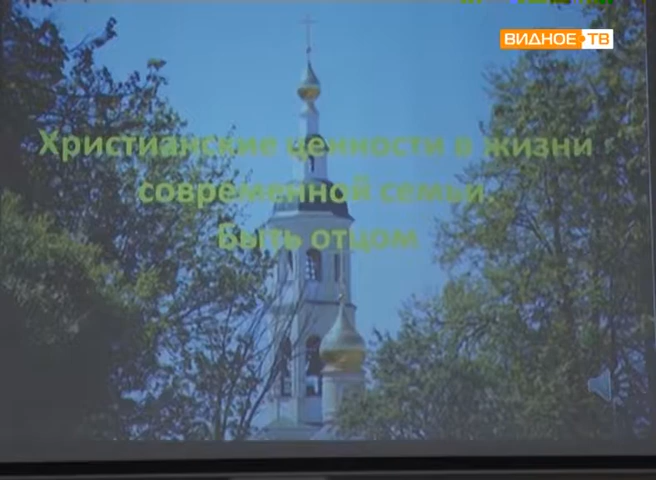 ВИДНОЕ ТВ
Христианские ценности в жизни
современной семьи.
Быть отцом